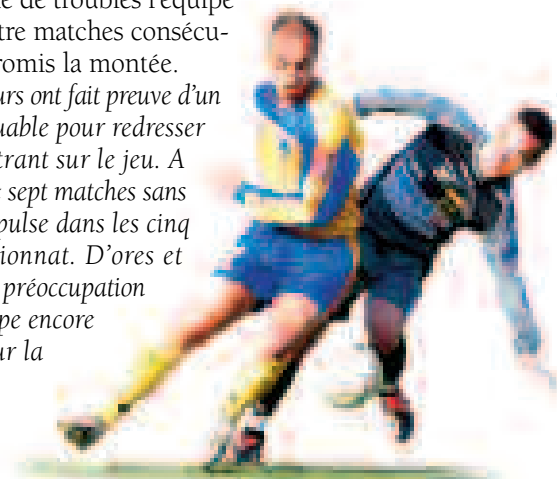 de troubles l'équipe
tre matches consécu-
romis la montée.
urs ont fait preuve d'un
uable pour redresser
trant sur le jeu. A
sept matches sans
pulse dans les cinq
ionnat. D'ores et
préoccupation
pe encore
ur la